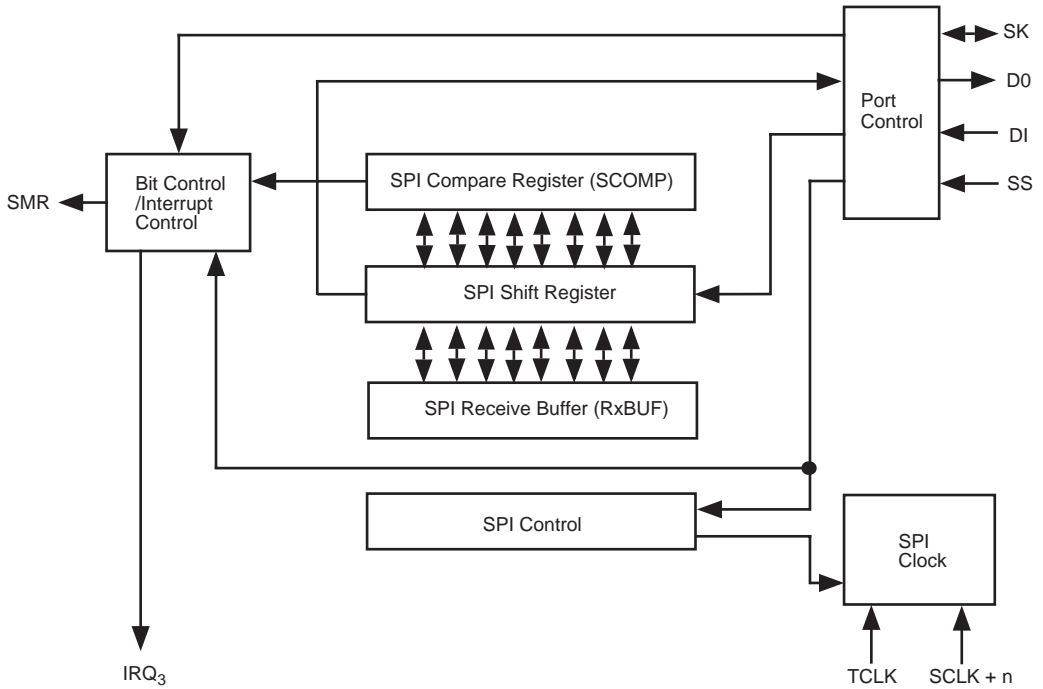 SK
D0
Port
Control
DI
SS
SMR
Bit Control
/Interrupt
Control
SPI Compare Register (SCOMP)
SPI Shift Register
SPI Receive Buffer (RxBUF)
SPI Control
SPI
Clock
IRQ3
TCLK
SCLK + n